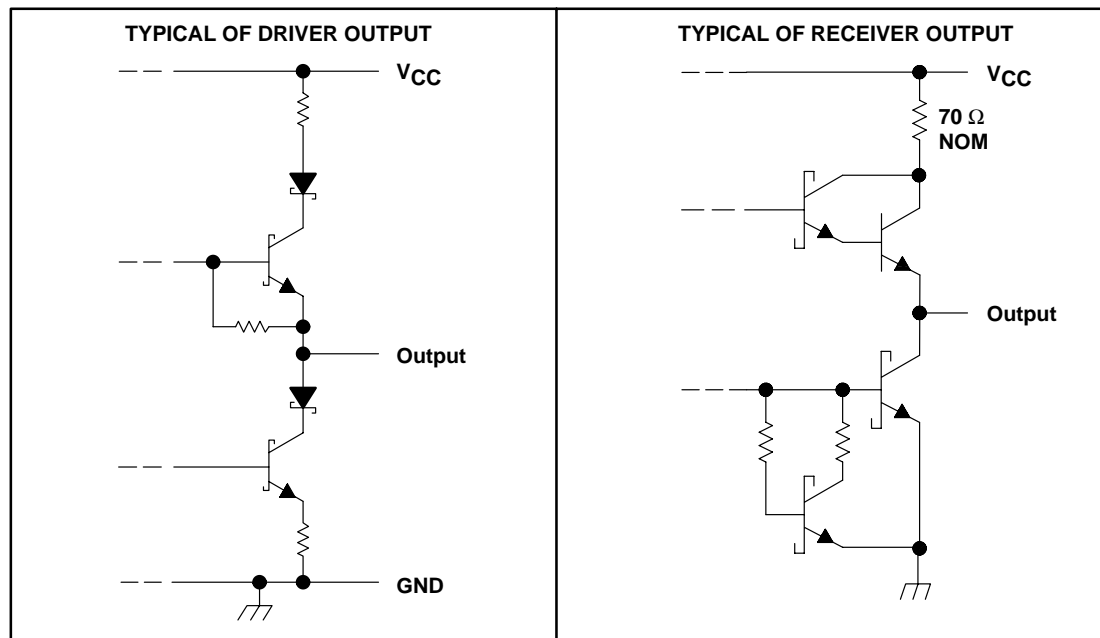 TYPICAL OF DRIVER OUTPUT
VCC
Output
GND
TYPICAL OF RECEIVER OUTPUT
VCC
70 Ω
NOM
Output